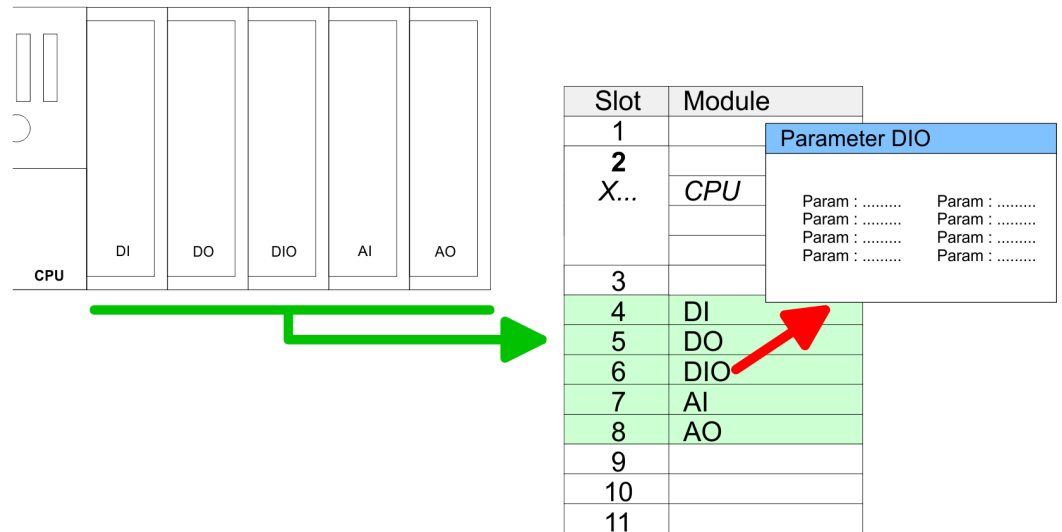 CPU
DI
DO
DIO
AI
AO
Slot Module
1
2
X... CPU
3
4 DI
5 DO
6 DIO
7 AI
8 AO
9
10
11
Parameter DIO
Param : ......... Param : .........
Param : ......... Param : .........
Param : ......... Param : .........
Param : ......... Param : .........